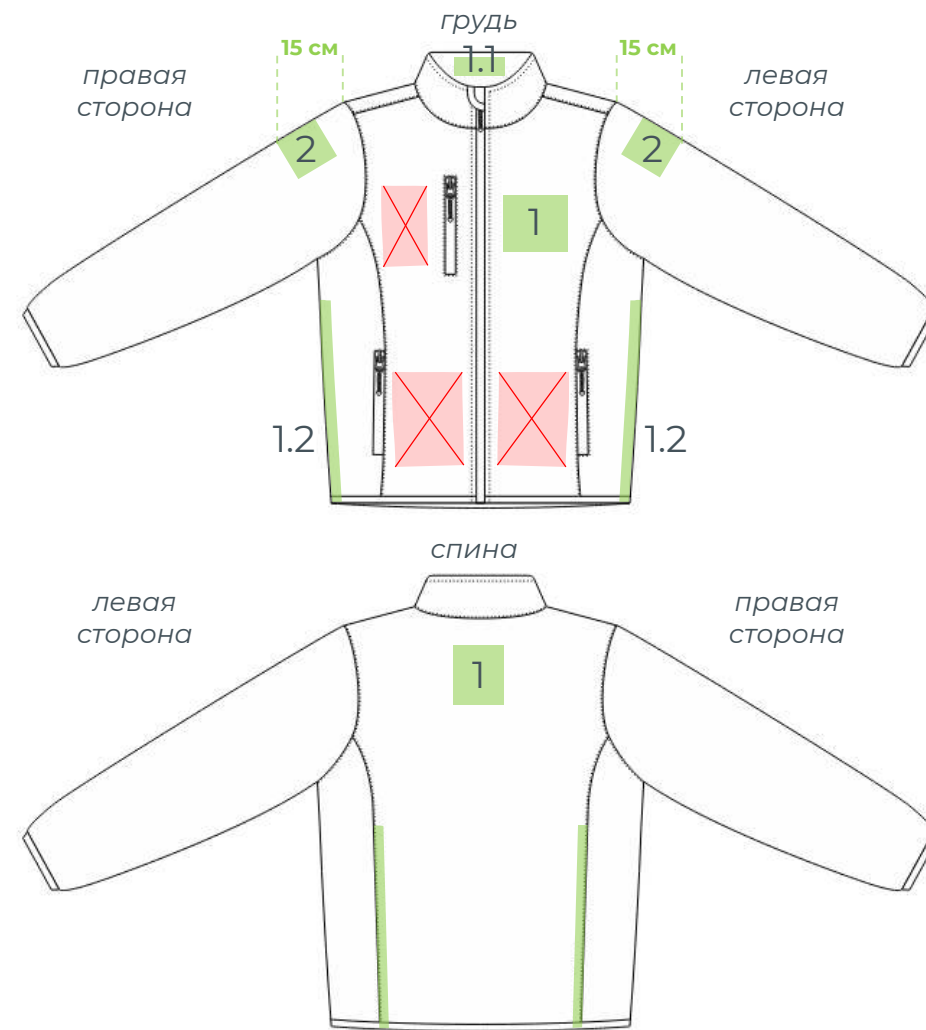 грудь
15 см
1.1
15 см
правая
сторона
левая
сторона
2
2
1
1.2
1.2
спина
левая
сторона
правая
сторона
1